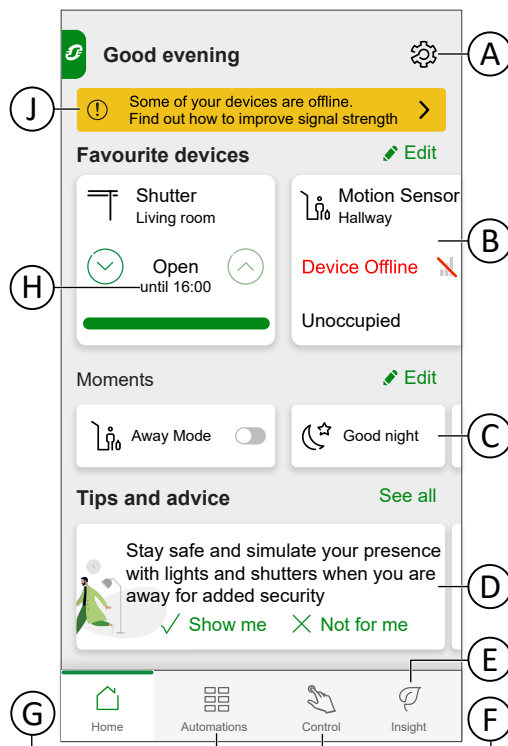 Good evening
A
J
Some of your devices are offline.
Find out how to improve signal strength
Favourite devices
Edit
Shutter
Living room
Open
until 16:00
H
Motion Sensor
Hallway
Device Offline
Unoccupied
B
Moments
Edit
Away Mode
Good night
C
Tips and advice
See all
Stay safe and simulate your presence
with lights and shutters when you are
away for added security
Show me
Not for me
D
E
G
Home
Automations
Control
Insight
F